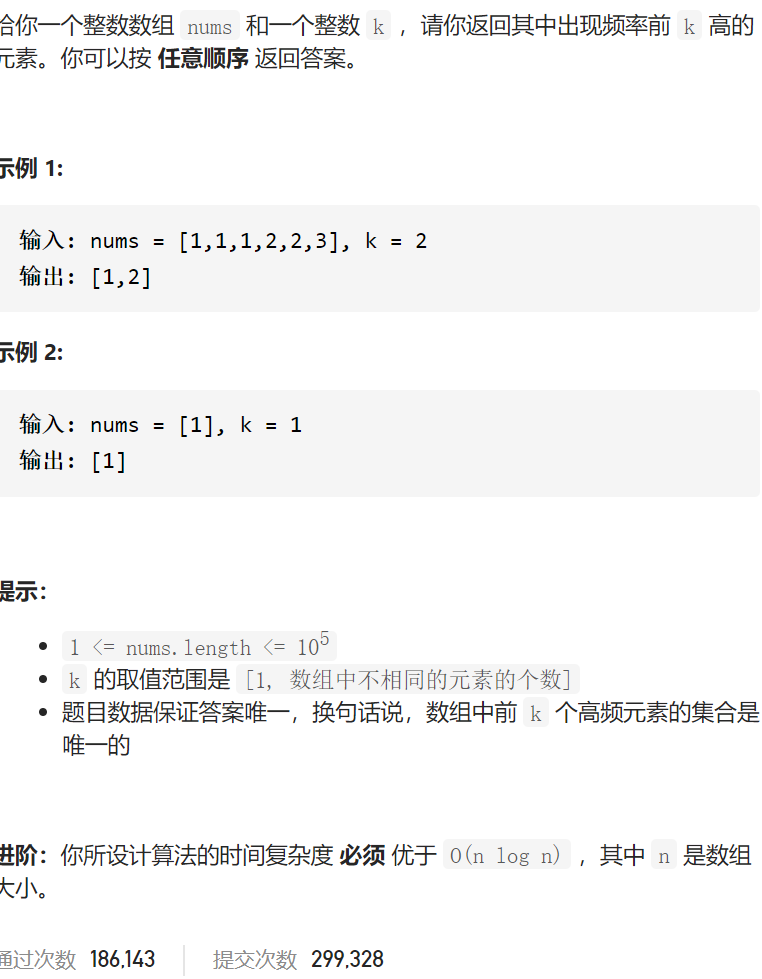 给你一个整数数组 nums 和一个整数 k ，请你返回其中出现频率前 k 高的
元素。你可以按 任意顺序 返回答案。
示例 1:
输入: nums = [1,1,1,2,2,3], k = 2
输出: [1,2]
示例 2:
输入: nums = [1], k = 1
输出: [1]
提示：
1 <= nums.length <= 10⁵
k 的取值范围是 [1, 数组中不相同的元素的个数]
题目数据保证答案唯一，换句话说，数组中前 k 个高频元素的集合是
唯一的
进阶：你所设计算法的时间复杂度 必须 优于 O(n log n) ，其中 n 是数组
大小。
通过次数 186,143 提交次数 299,328